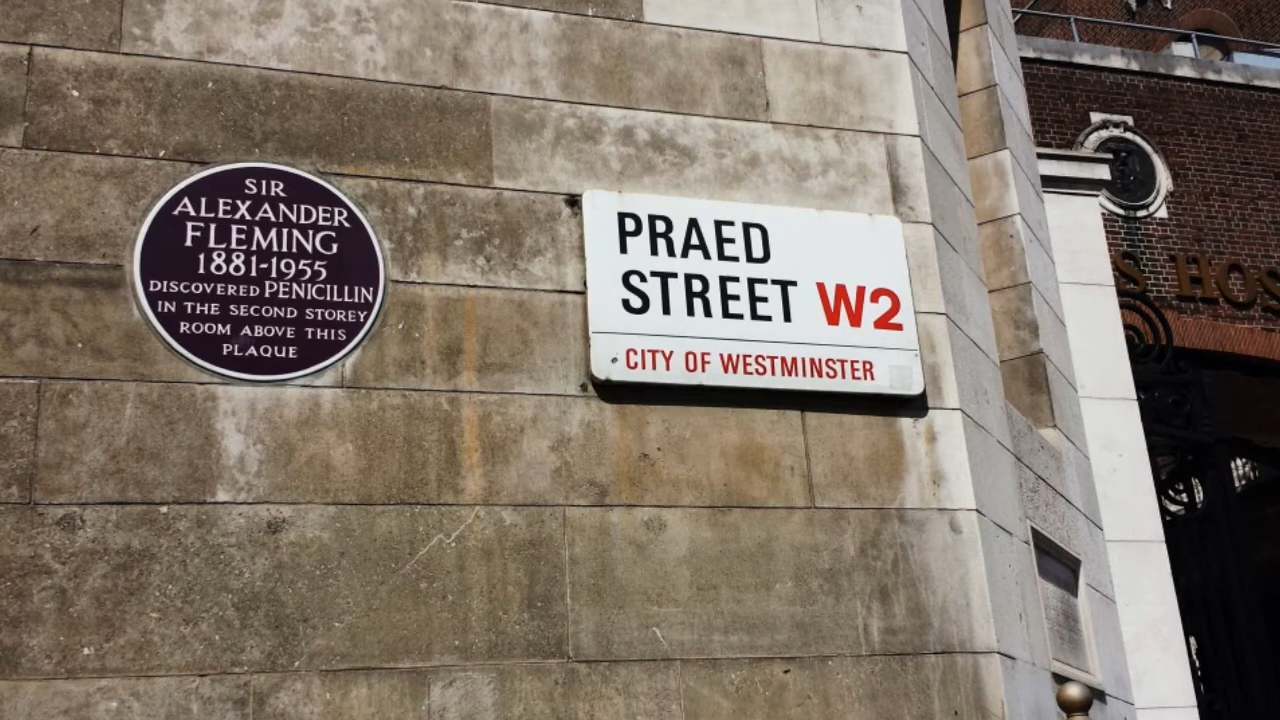 SIR
ALEXANDER
FLEMING
1881-1955
DISCOVERED PENICILLIN
IN THE SECOND STOREY
ROOM ABOVE THIS
PLAQUE
PRAED
STREET W2
CITY OF WESTMINSTER
S HOS